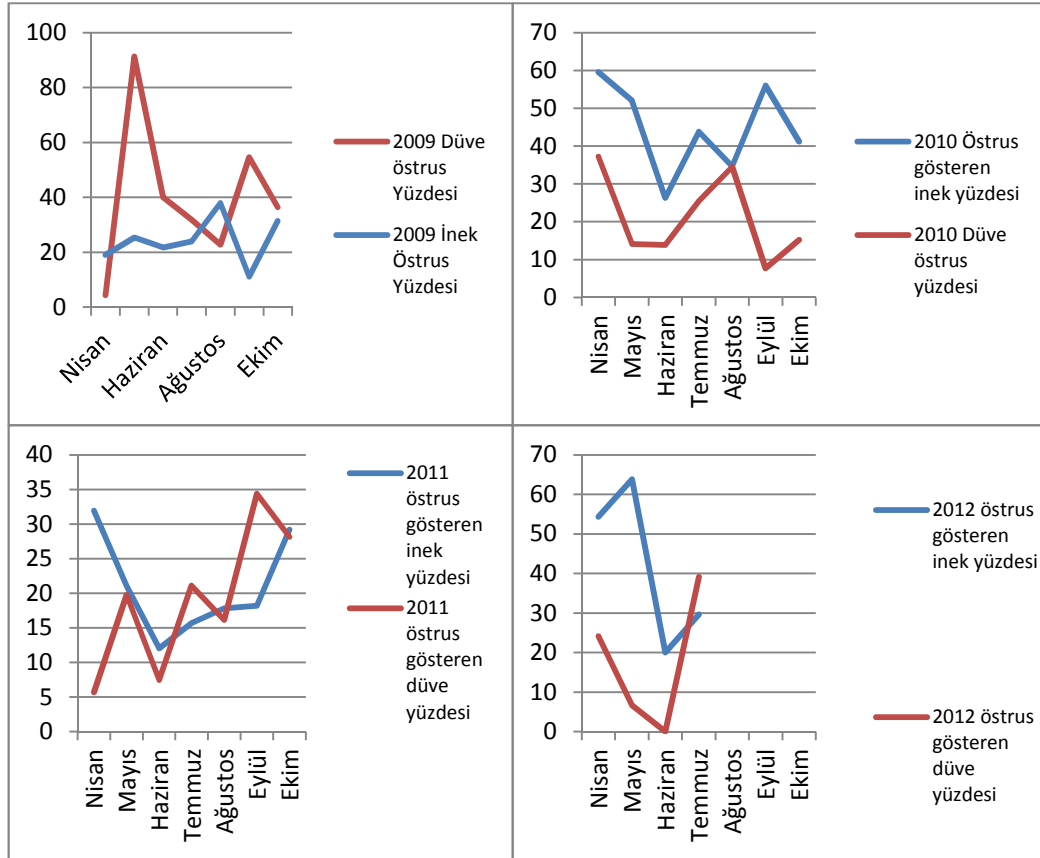 100
80
60
40
20
0
Nisan
Haziran
Ağustos
Ekim
2009 Düve
östrus
Yüzdesi
2009 İnek
Östrus
Yüzdesi
70
60
50
40
30
20
10
0
Nisan
Mayıs
Haziran
Temmuz
Ağustos
Eylül
Ekim
2010 Östrus
gösteren
inek yüzdesi
2010 Düve
östrus
yüzdesi
40
35
30
25
20
15
10
5
0
Nisan
Mayıs
Haziran
Temmuz
Ağustos
Eylül
Ekim
2011
östrus
gösteren
inek
yüzdesi
2011
östrus
gösteren
düve
yüzdesi
70
60
50
40
30
20
10
0
Nisan
Mayıs
Haziran
Temmuz
Ağustos
Eylül
Ekim
2012 östrus
gösteren
inek yüzdesi
2012 östrus
gösteren
düve
yüzdesi